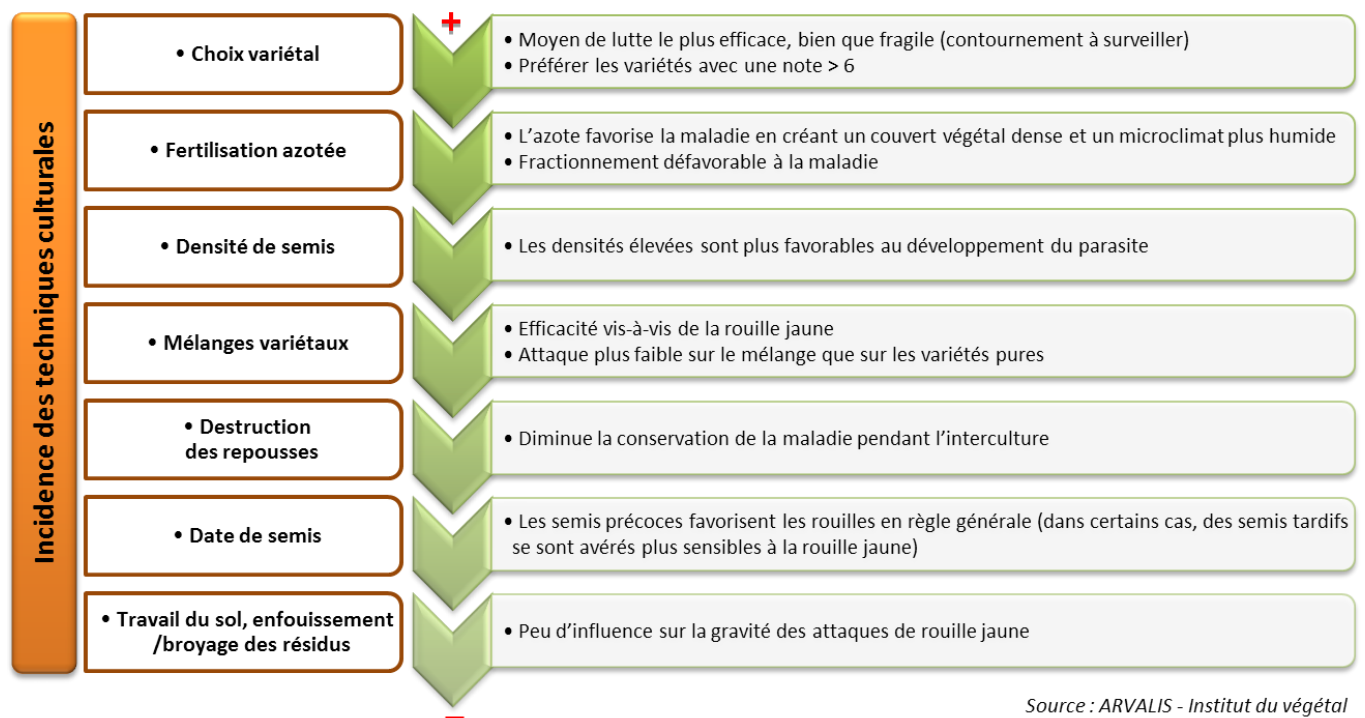 Incidence des techniques culturales
+
• Choix variétal
• Moyen de lutte le plus efficace, bien que fragile (contournement à surveiller)
• Préférer les variétés avec une note > 6
• Fertilisation azotée
• L'azote favorise la maladie en créant un couvert végétal dense et un microclimat plus humide
• Fractionnement défavorable à la maladie
• Densité de semis
• Les densités élevées sont plus favorables au développement du parasite
• Mélanges variétaux
• Efficacité vis-à-vis de la rouille jaune
• Attaque plus faible sur le mélange que sur les variétés pures
• Destruction
des repousses
• Diminue la conservation de la maladie pendant l'interculture
• Date de semis
• Les semis précoces favorisent les rouilles en règle générale (dans certains cas, des semis tardifs
se sont avérés plus sensibles à la rouille jaune)
• Travail du sol, enfouissement
/broyage des résidus
• Peu d'influence sur la gravité des attaques de rouille jaune
–
Source : ARVALIS - Institut du végétal